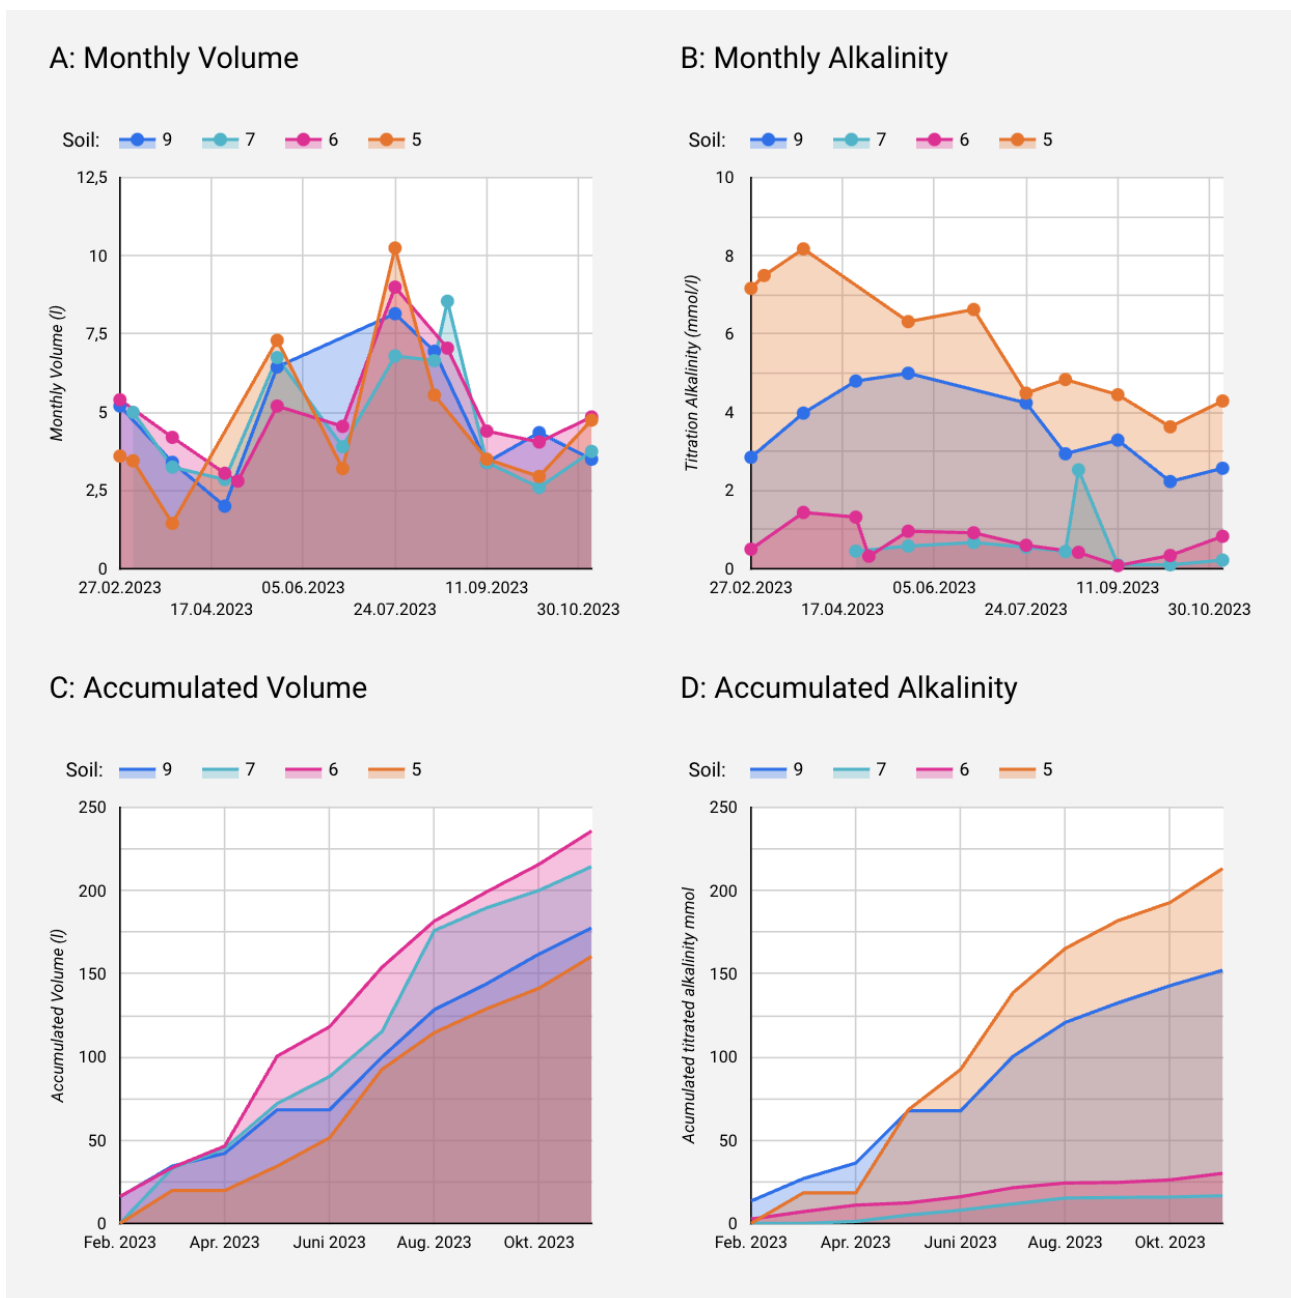 A: Monthly Volume
B: Monthly Alkalinity
Soil: 9 7 6 5
Soil: 9 7 6 5
12,5
10
7,5
5
2,5
0
Monthly Volume (l)
27.02.2023
17.04.2023
05.06.2023
24.07.2023
11.09.2023
30.10.2023
10
8
6
4
2
0
Titration Alkalinity (mmol/l)
27.02.2023
17.04.2023
05.06.2023
24.07.2023
11.09.2023
30.10.2023
C: Accumulated Volume
D: Accumulated Alkalinity
Soil: 9 7 6 5
Soil: 9 7 6 5
250
200
150
100
50
0
Accumulated Volume (l)
Feb. 2023 Apr. 2023 Juni 2023 Aug. 2023 Okt. 2023
250
200
150
100
50
0
Acumulated titrated alkalinity mmol
Feb. 2023 Apr. 2023 Juni 2023 Aug. 2023 Okt. 2023